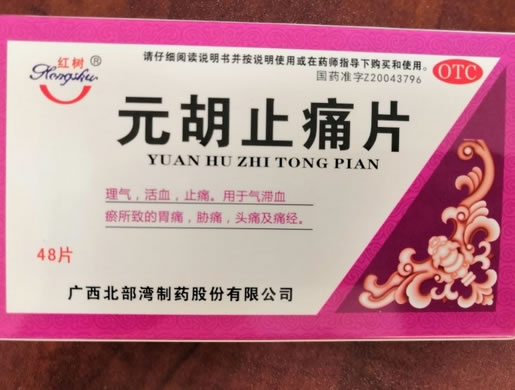 红树®
Hongshu
请仔细阅读说明书并按说明使用或在药师指导下购买和使用。
国药准字Z20043796
OTC
元胡止痛片
YUAN HU ZHI TONG PIAN
理气，活血，止痛。用于气滞血
瘀所致的胃痛，胁痛，头痛及痛经。
48片
广西北部湾制药股份有限公司